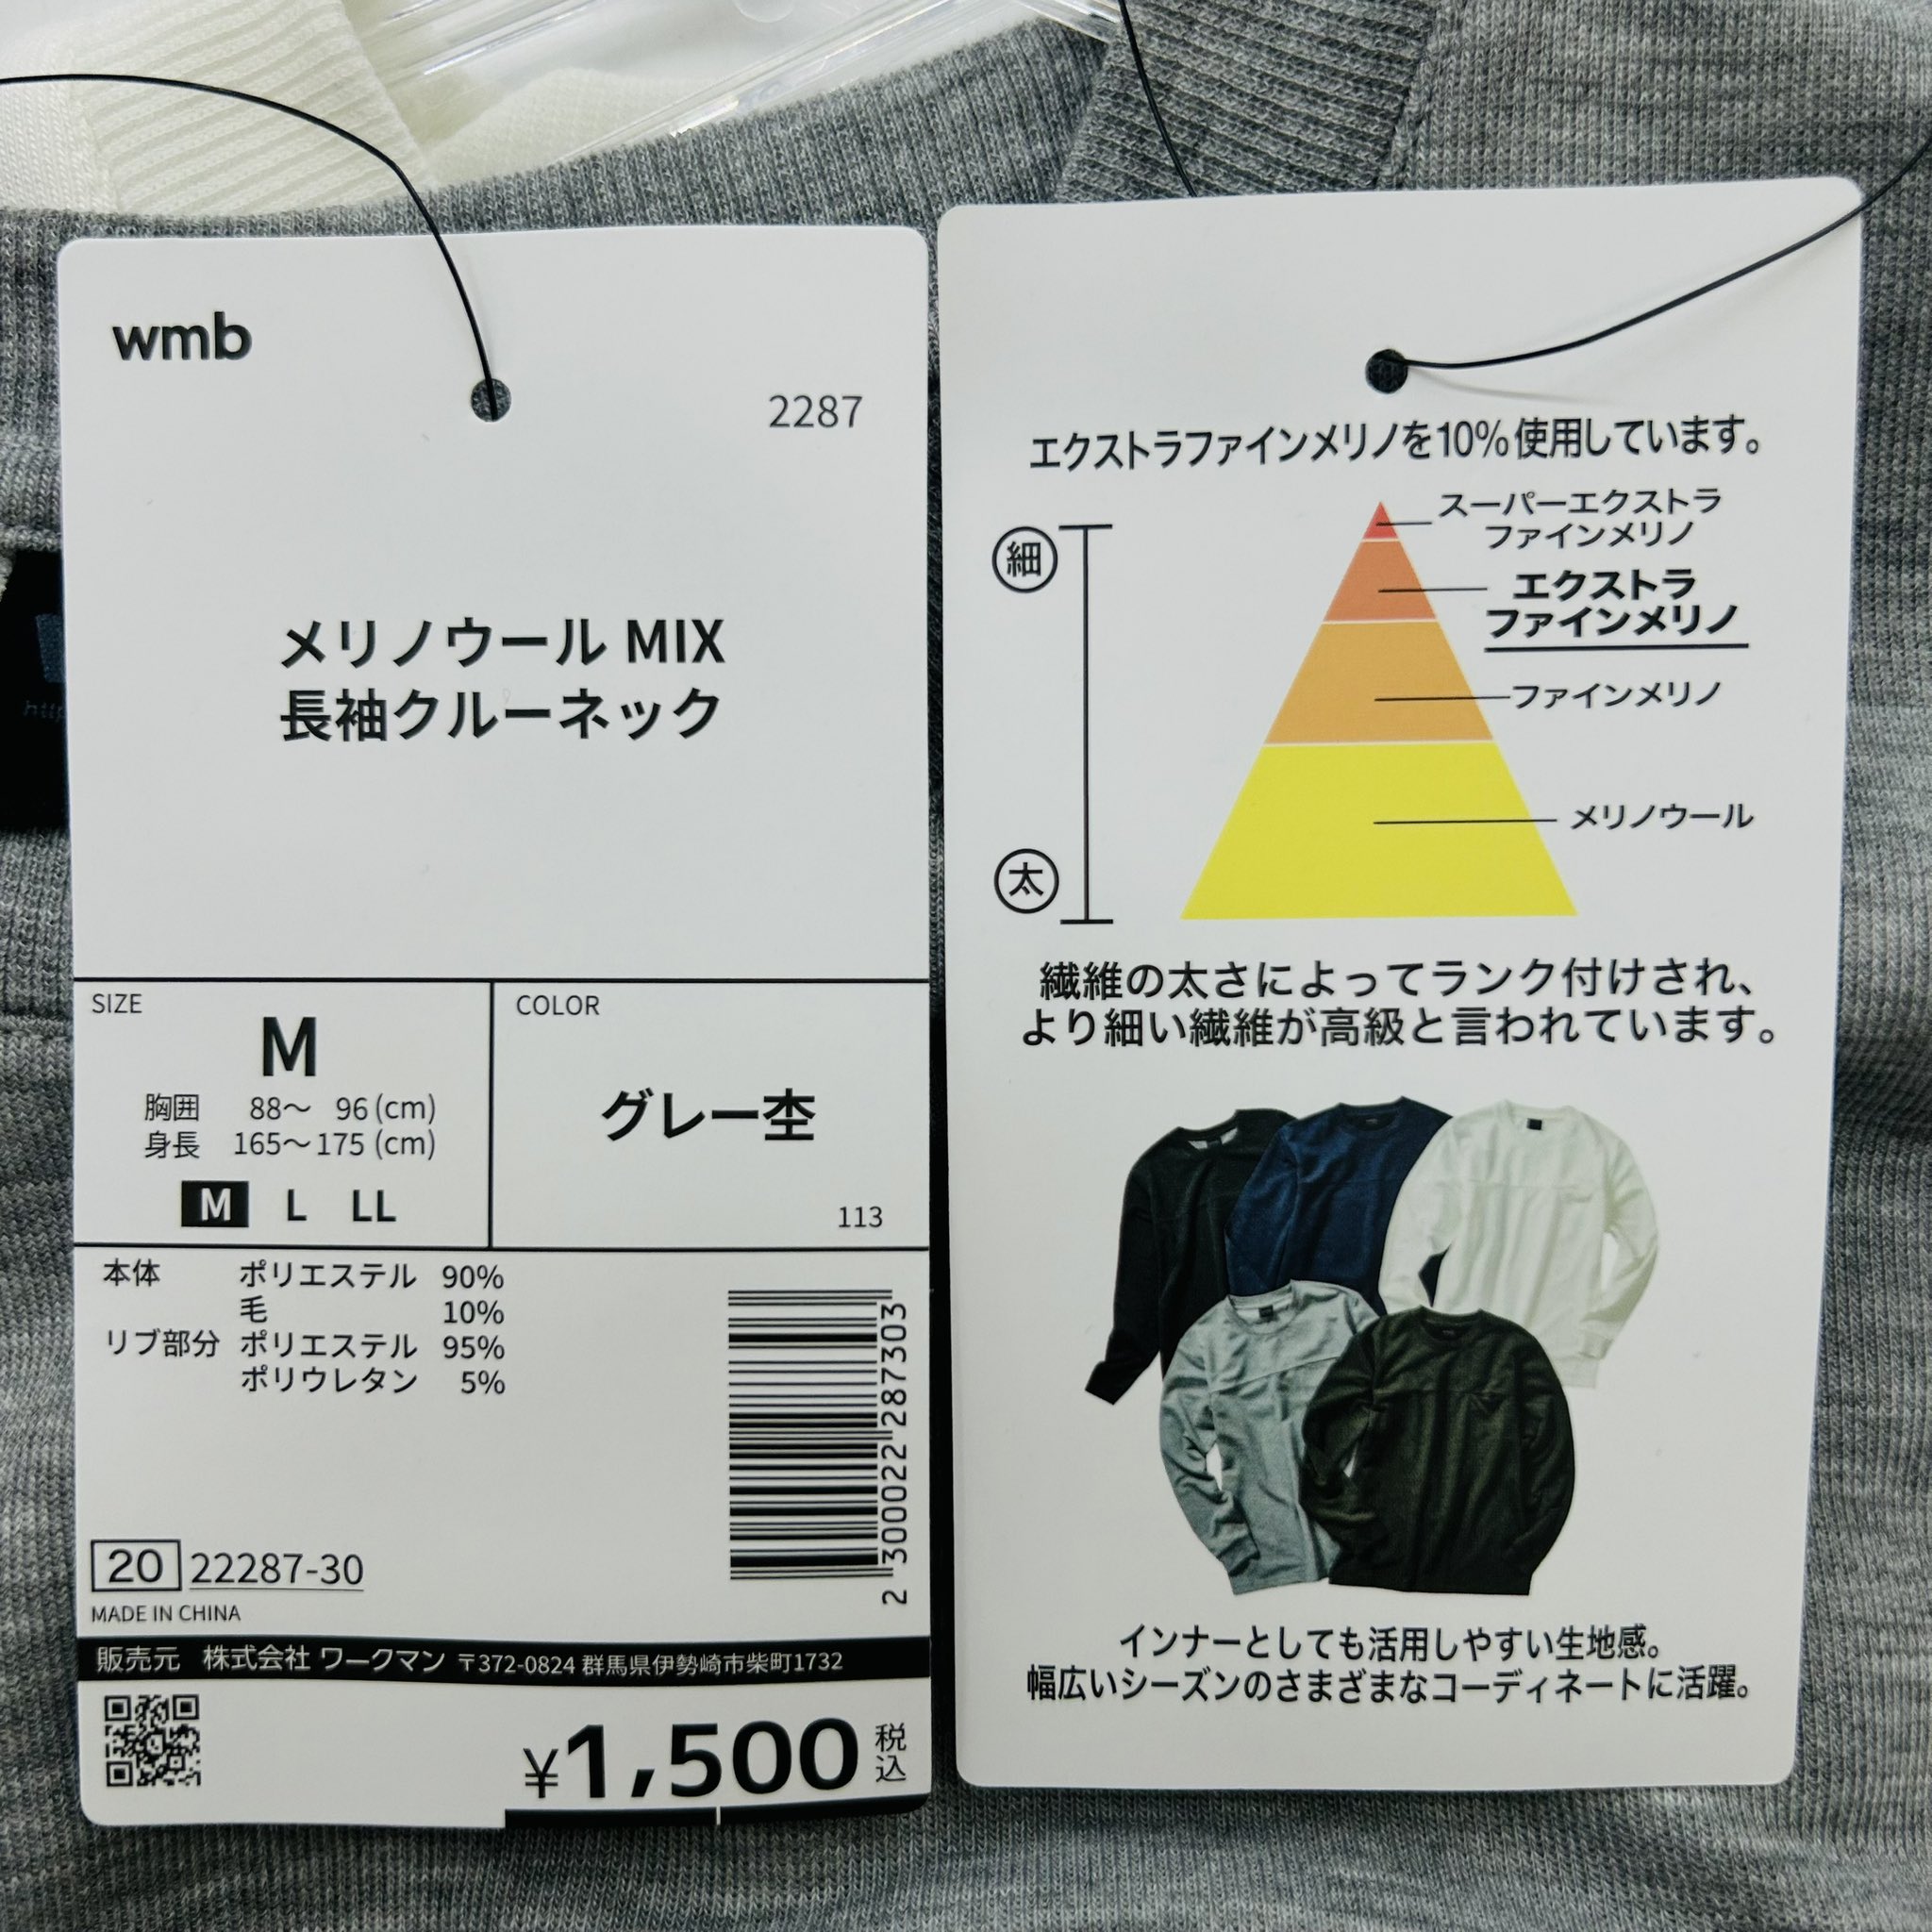 wmb
2287
メリノウール MIX
長袖クルーネック
SIZE
M
胸囲 88～ 96 (cm)
身長 165～175 (cm)
M L LL
COLOR
グレー杢
113
本体 ポリエステル 90%
毛 10%
リブ部分 ポリエステル 95%
ポリウレタン 5%
2300022287303
20 22287-30
MADE IN CHINA
販売元 株式会社 ワークマン 〒372-0824 群馬県伊勢崎市柴町1732
¥1,500 税込
エクストラファインメリノを10%使用しています。
細
太
スーパーエクストラ
ファインメリノ
エクストラ
ファインメリノ
ファインメリノ
メリノウール
繊維の太さによってランク付けされ、
より細い繊維が高級と言われています。
インナーとしても活用しやすい生地感。
幅広いシーズンのさまざまなコーディネートに活躍。